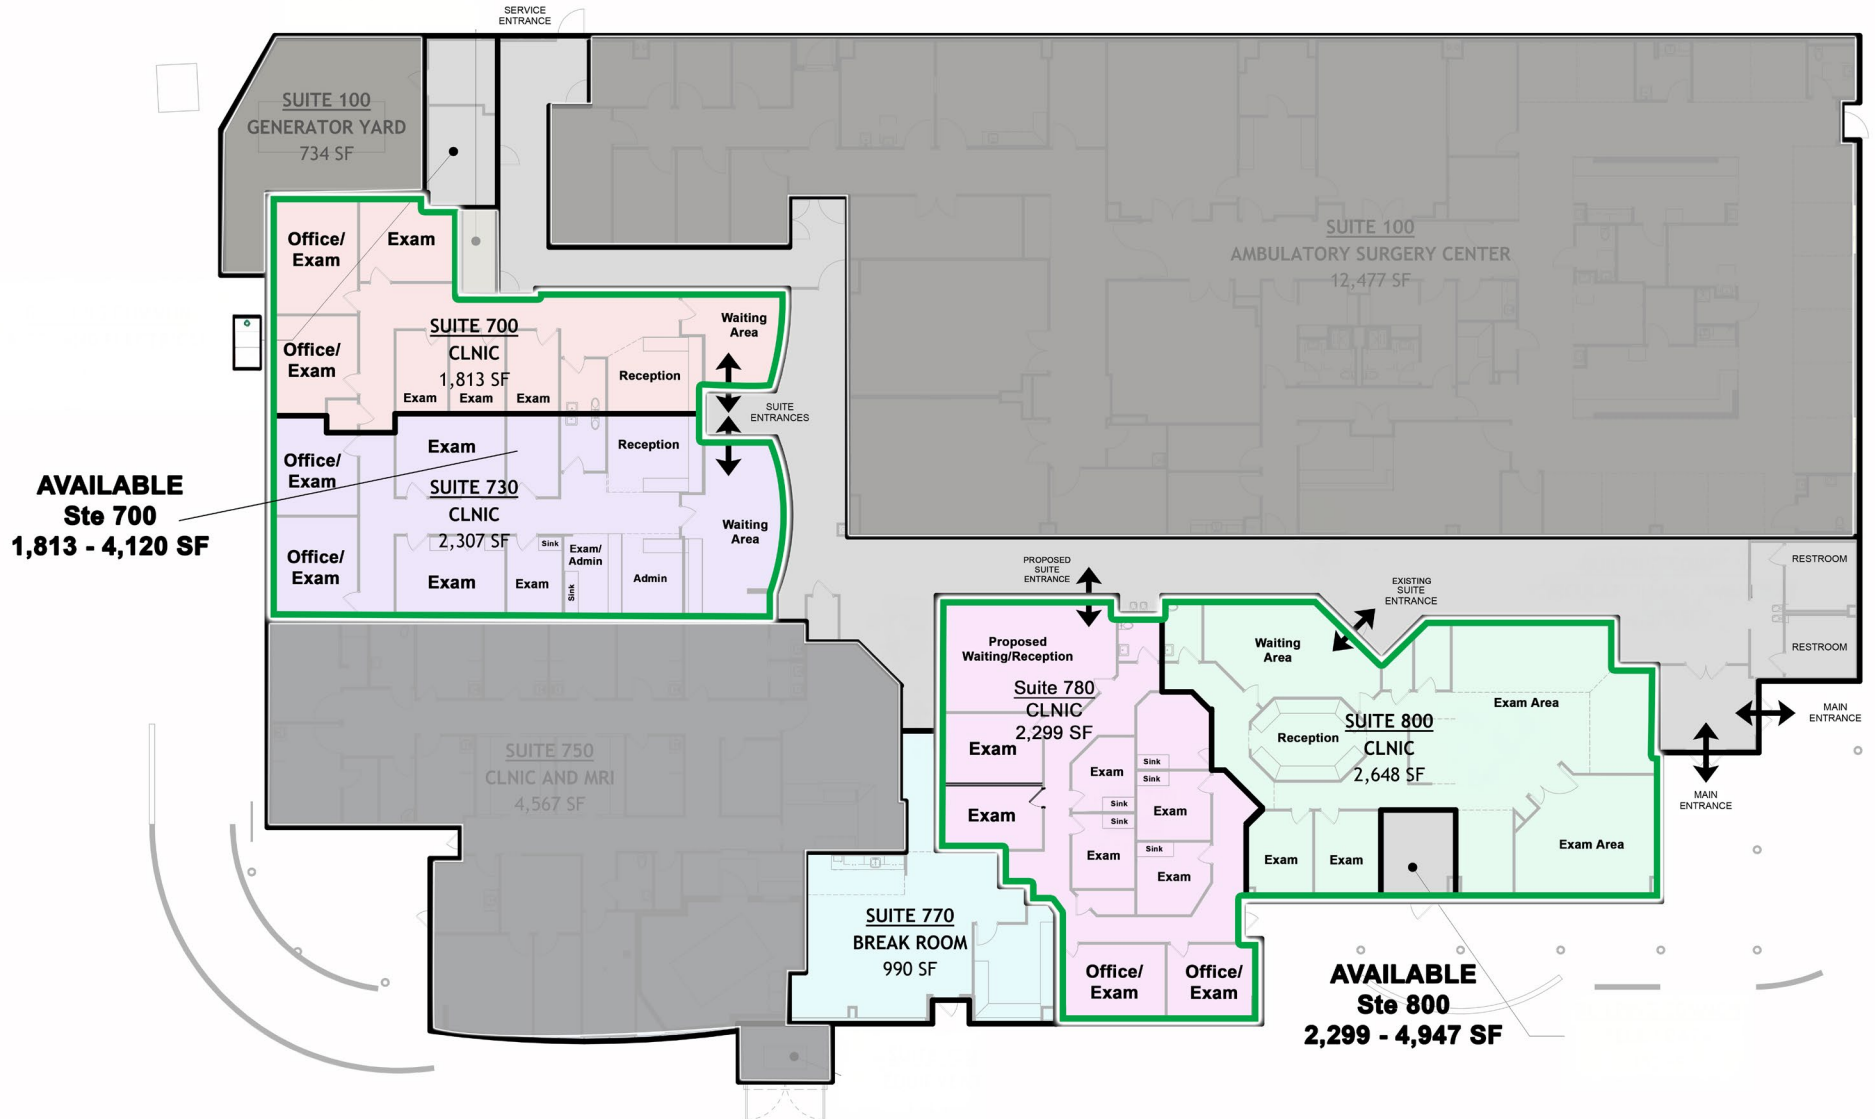 SERVICE
ENTRANCE
SUITE 100
GENERATOR YARD
734 SF
SUITE 100
AMBULATORY SURGERY CENTER
12,477 SF
Office/
Exam
Exam
Office/
Exam
SUITE 700
CLNIC
1,813 SF
Exam
Exam
Exam
Reception
Waiting
Area
SUITE
ENTRANCES
AVAILABLE
Ste 700
1,813 - 4,120 SF
Office/
Exam
Exam
Reception
SUITE 730
CLNIC
2,307 SF
Waiting
Area
Office/
Exam
Exam
Exam
Sink
Exam/
Admin
Sink
Admin
PROPOSED
SUITE
ENTRANCE
EXISTING
SUITE
ENTRANCE
RESTROOM
RESTROOM
MAIN
ENTRANCE
MAIN
ENTRANCE
SUITE 750
CLNIC AND MRI
4,567 SF
Proposed
Waiting/Reception
Suite 780
CLNIC
2,299 SF
Exam
Exam
Exam
Sink
Sink
Sink
Sink
Exam
Exam
Sink
Exam
Office/
Exam
Office/
Exam
Waiting
Area
Reception
SUITE 800
CLNIC
2,648 SF
Exam Area
Exam
Exam
Exam Area
SUITE 770
BREAK ROOM
990 SF
AVAILABLE
Ste 800
2,299 - 4,947 SF